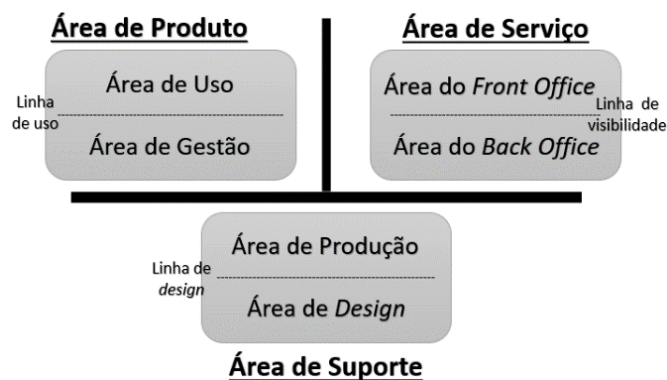 Área de Produto
Área de Serviço
Área de Uso
Linha
de uso
Área de Gestão
Área do Front Office
Linha de
visibilidade
Área do Back Office
Área de Produção
Linha de
design
Área de Design
Área de Suporte